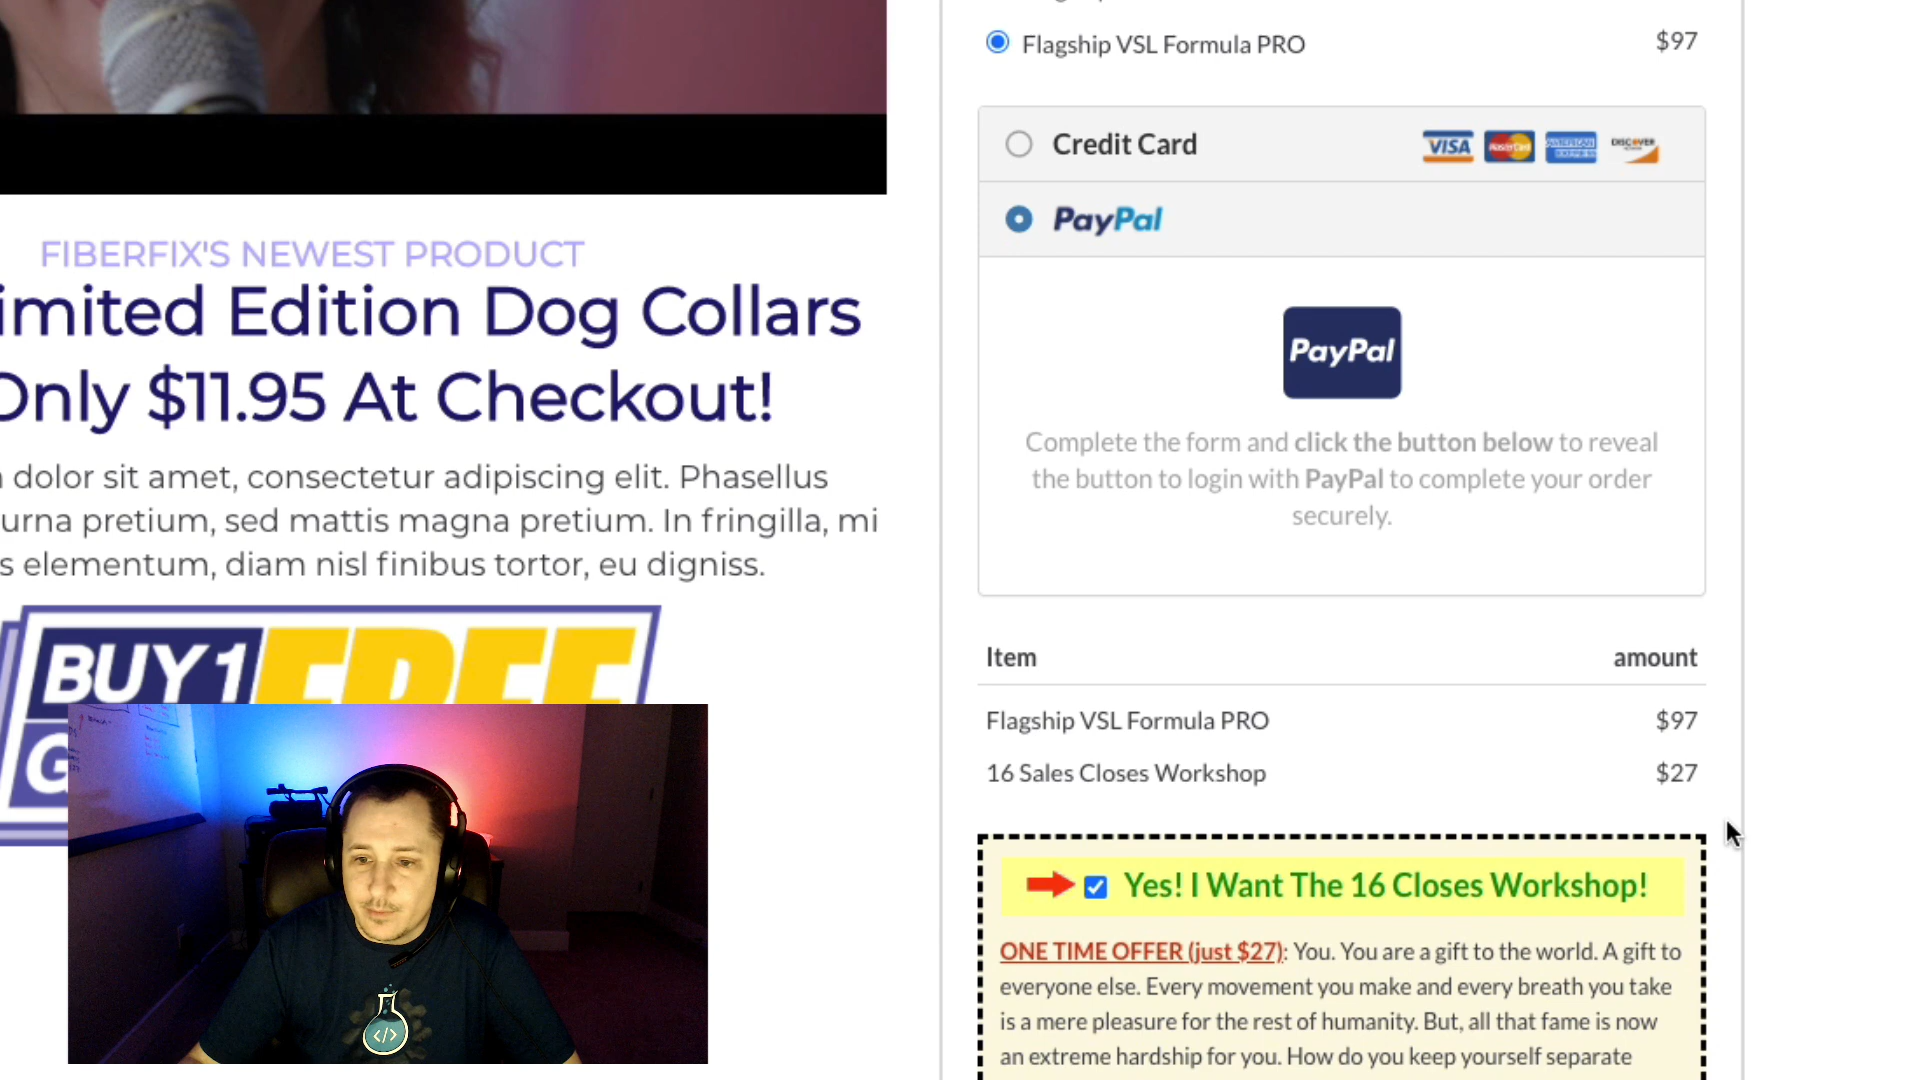 FIBERFIX'S NEWEST PRODUCT
imited Edition Dog Collars
Only $11.95 At Checkout!
dolor sit amet, consectetur adipiscing elit. Phasellus
urna pretium, sed mattis magna pretium. In fringilla, mi
s elementum, diam nisl finibus tortor, eu digniss.
BUY 1 FREE
G
</>
Flagship VSL Formula PRO $97
Credit Card VISA MasterCard AMERICAN EXPRESS DISCOVER
PayPal
PayPal
Complete the form and click the button below to reveal
the button to login with PayPal to complete your order
securely.
Item amount
Flagship VSL Formula PRO $97
16 Sales Closes Workshop $27
Yes! I Want The 16 Closes Workshop!
ONE TIME OFFER (just $27): You. You are a gift to the world. A gift to
everyone else. Every movement you make and every breath you take
is a mere pleasure for the rest of humanity. But, all that fame is now
an extreme hardship for you. How do you keep yourself separate